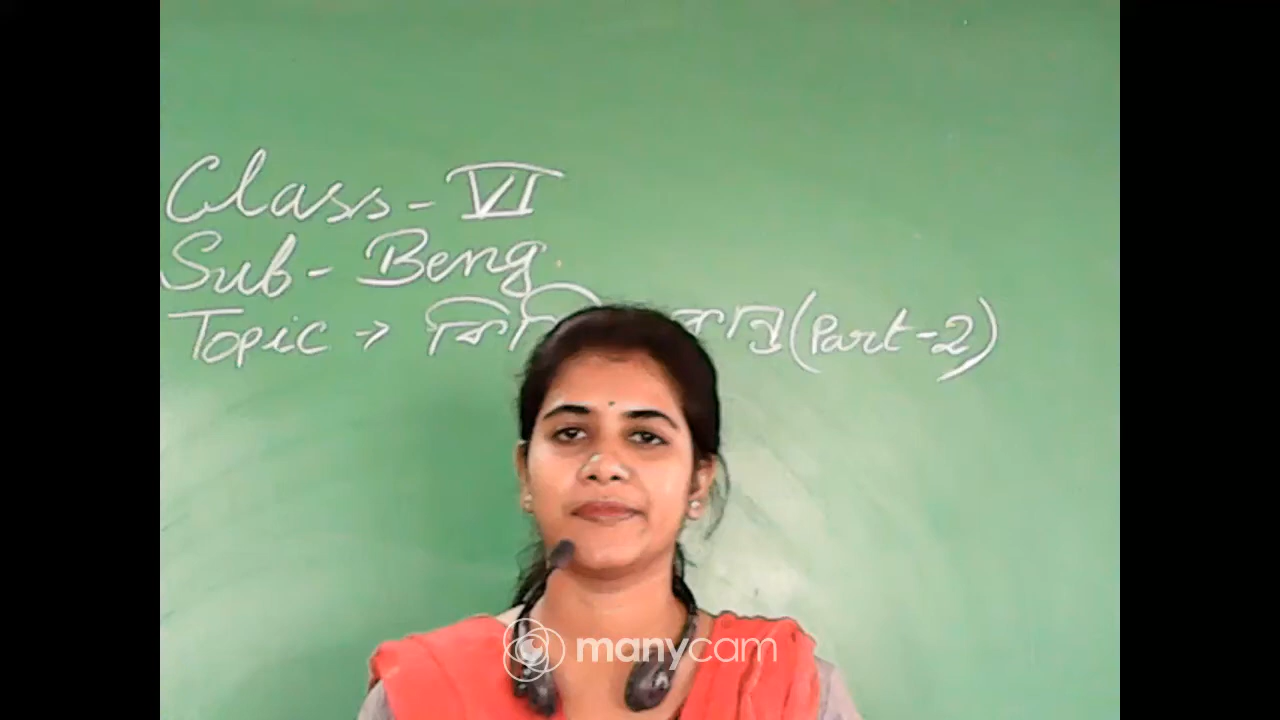 Class - VI
Sub - Beng.
Topic → (Part-2)
manycam